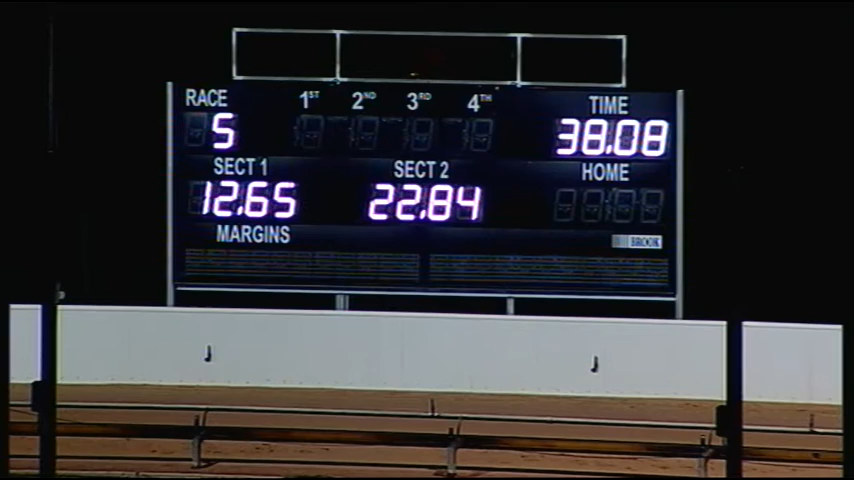 RACE 1ST 2ND 3RD 4TH TIME
5 38.08
SECT 1 SECT 2 HOME
12.65 22.84
MARGINS BROOK